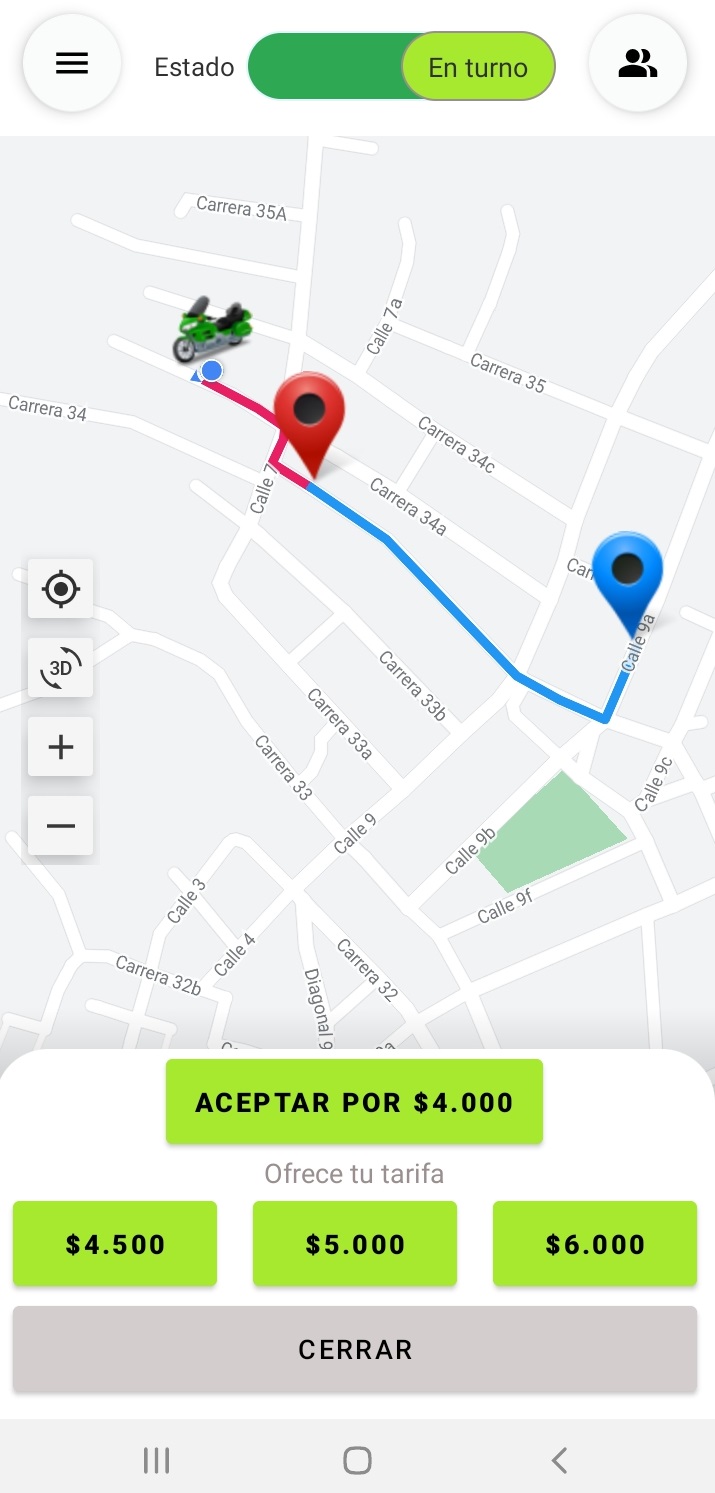 Estado
En turno
Carrera 35A
Calle 7a
Carrera 35
Carrera 34
Carrera 34c
Calle 7
Carrera 34a
Calle 9a
3D
Carrera 33b
Carrera 33a
Carrera 33
Calle 9c
Calle 9
Calle 9b
Calle 3
Calle 9f
Calle 4
Carrera 32
Carrera 32b
Diagonal 9
ACEPTAR POR $4.000
Ofrece tu tarifa
$4.500
$5.000
$6.000
CERRAR